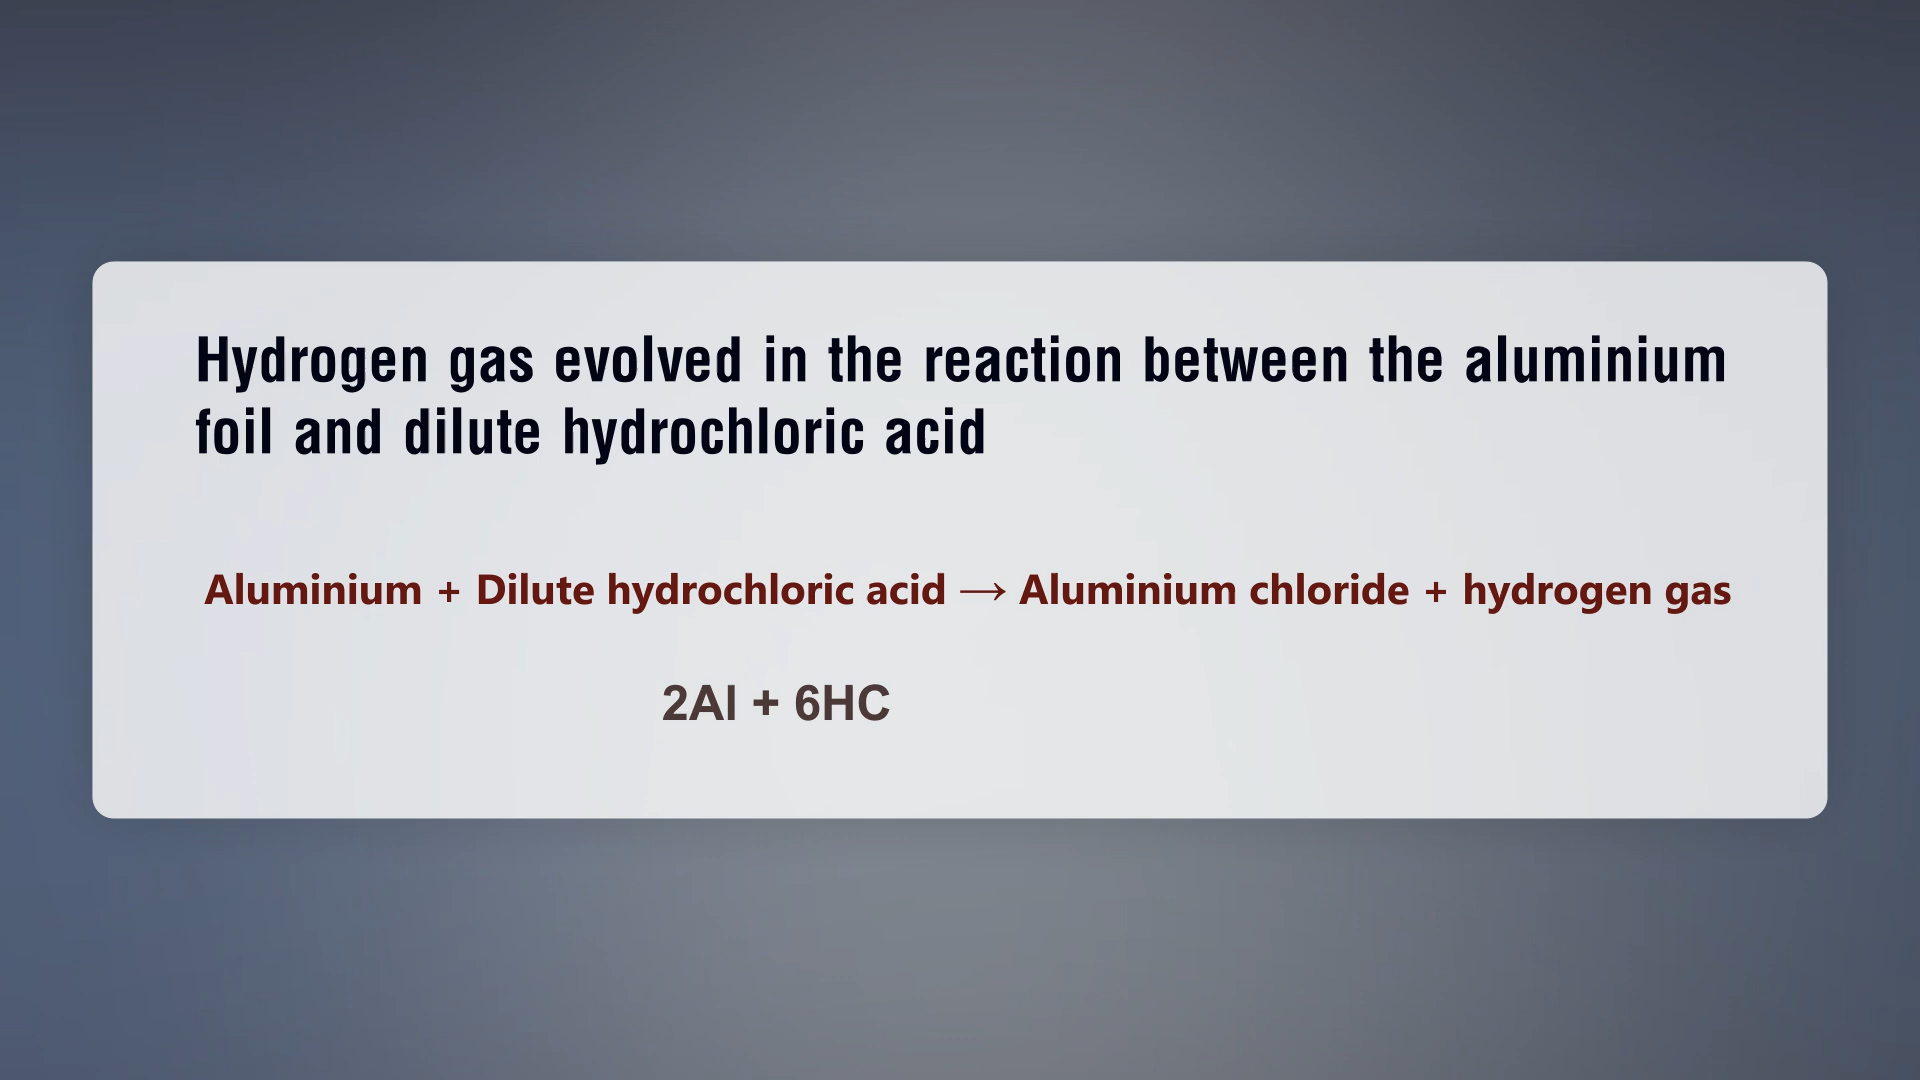 Hydrogen gas evolved in the reaction between the aluminium
foil and dilute hydrochloric acid
Aluminium + Dilute hydrochloric acid → Aluminium chloride + hydrogen gas
2Al + 6HC